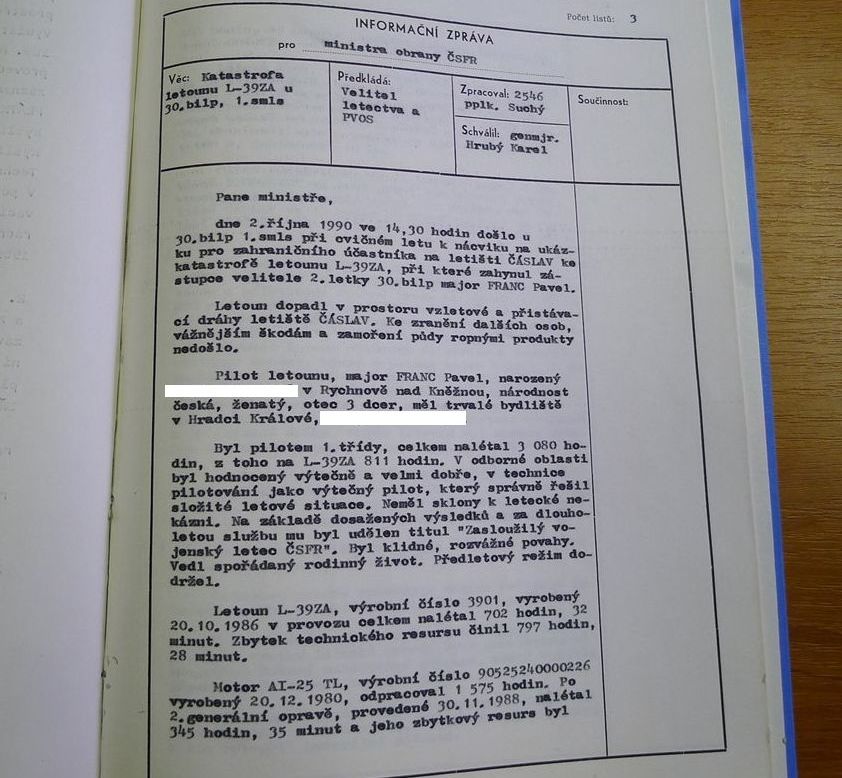 Počet listů: 3
INFORMAČNÍ ZPRÁVA
pro ministra obrany ČSFR
Věc: Katastrofa
letounu L-39ZA u
30.bilp, 1.smls
Předkládá:
Velitel
letectva a
PVOS
Zpracoval: 2546
pplk. Suchý
Schválil: genmjr.
Hrubý Karel
Součinnost:
Pane ministře,
dne 2.října 1990 ve 14,30 hodin došlo u
30.bilp 1.smls při cvičném letu k nácviku na ukáz-
ku pro zahraničního účastníka na letišti ČÁSLAV ke
katastrofě letounu L-39ZA, při které zahynul zá-
stupce velitele 2.letky 30.bilp major FRANC Pavel.
Letoun dopadl v prostoru vzletové a přistáva-
cí dráhy letiště ČÁSLAV. Ke zranění dalších osob,
vážnějším škodám a zamoření půdy ropnými produkty
nedošlo.
Pilot letounu, major FRANC Pavel, narozený
v Rychnově nad Kněžnou, národnost
česká, ženatý, otec 3 dcer, měl trvalé bydliště
v Hradci Králové,
Byl pilotem 1.třídy, celkem nalétal 3 080 ho-
din, z toho na L-39ZA 811 hodin. V odborné oblasti
byl hodnocený výtečně a velmi dobře, v technice
pilotování jako výtečný pilot, který správně řešil
složité letové situace. Neměl sklony k letecké ne-
kázni. Na základě dosažených výsledků a za dlouho-
letou službu mu byl udělen titul "Zasloužilý vo-
jenský letec ČSFR". Byl klidné, rozvážné povahy.
Vedl spořádaný rodinný život. Předletový režim do-
držel.
Letoun L-39ZA, výrobní číslo 3901, vyrobený
20.10.1986 v provozu celkem nalétal 702 hodin, 32
minut. Zbytek technického resursu činil 797 hodin,
28 minut.
Motor AI-25 TL, výrobní číslo 90525240000226
vyrobený 20.12.1980, odpracoval 1 575 hodin. Po
2.generální opravě, provedené 30.11.1988, nalétal
345 hodin, 35 minut a jeho zbytkový resurs byl